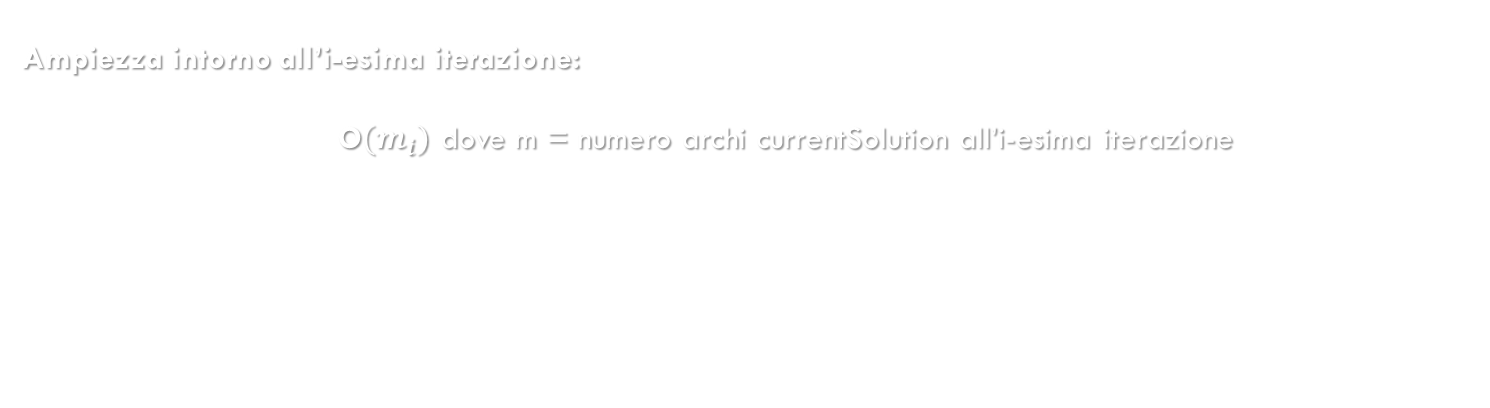 Ampiezza intorno all'i-esima iterazione:
O(mᵢ) dove m = numero archi currentSolution all'i-esima iterazione